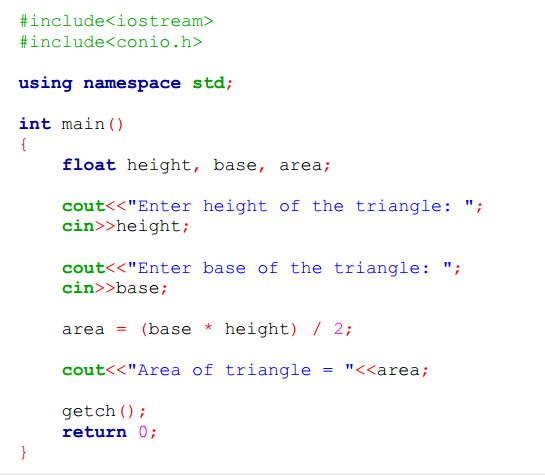 #include<iostream>
#include<conio.h>
using namespace std;
int main()
{
float height, base, area;
cout<<"Enter height of the triangle: ";
cin>>height;
cout<<"Enter base of the triangle: ";
cin>>base;
area = (base * height) / 2;
cout<<"Area of triangle = "<<area;
getch();
return 0;
}